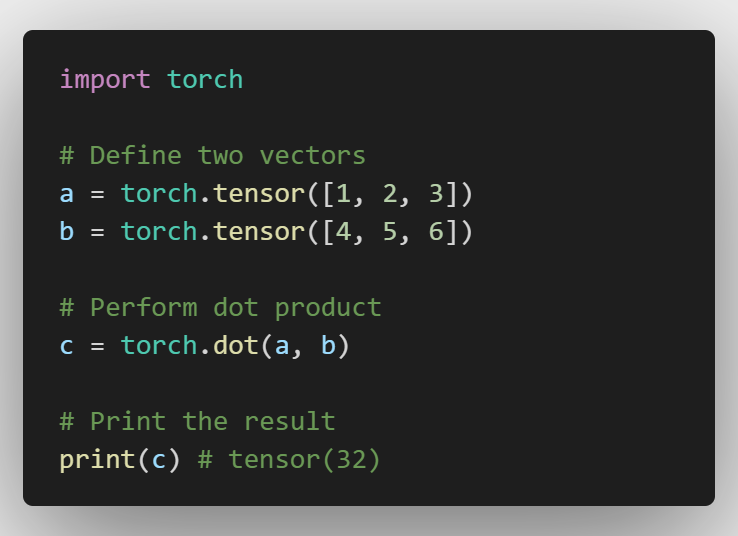 import torch
# Define two vectors
a = torch.tensor([1, 2, 3])
b = torch.tensor([4, 5, 6])
# Perform dot product
c = torch.dot(a, b)
# Print the result
print(c) # tensor(32)